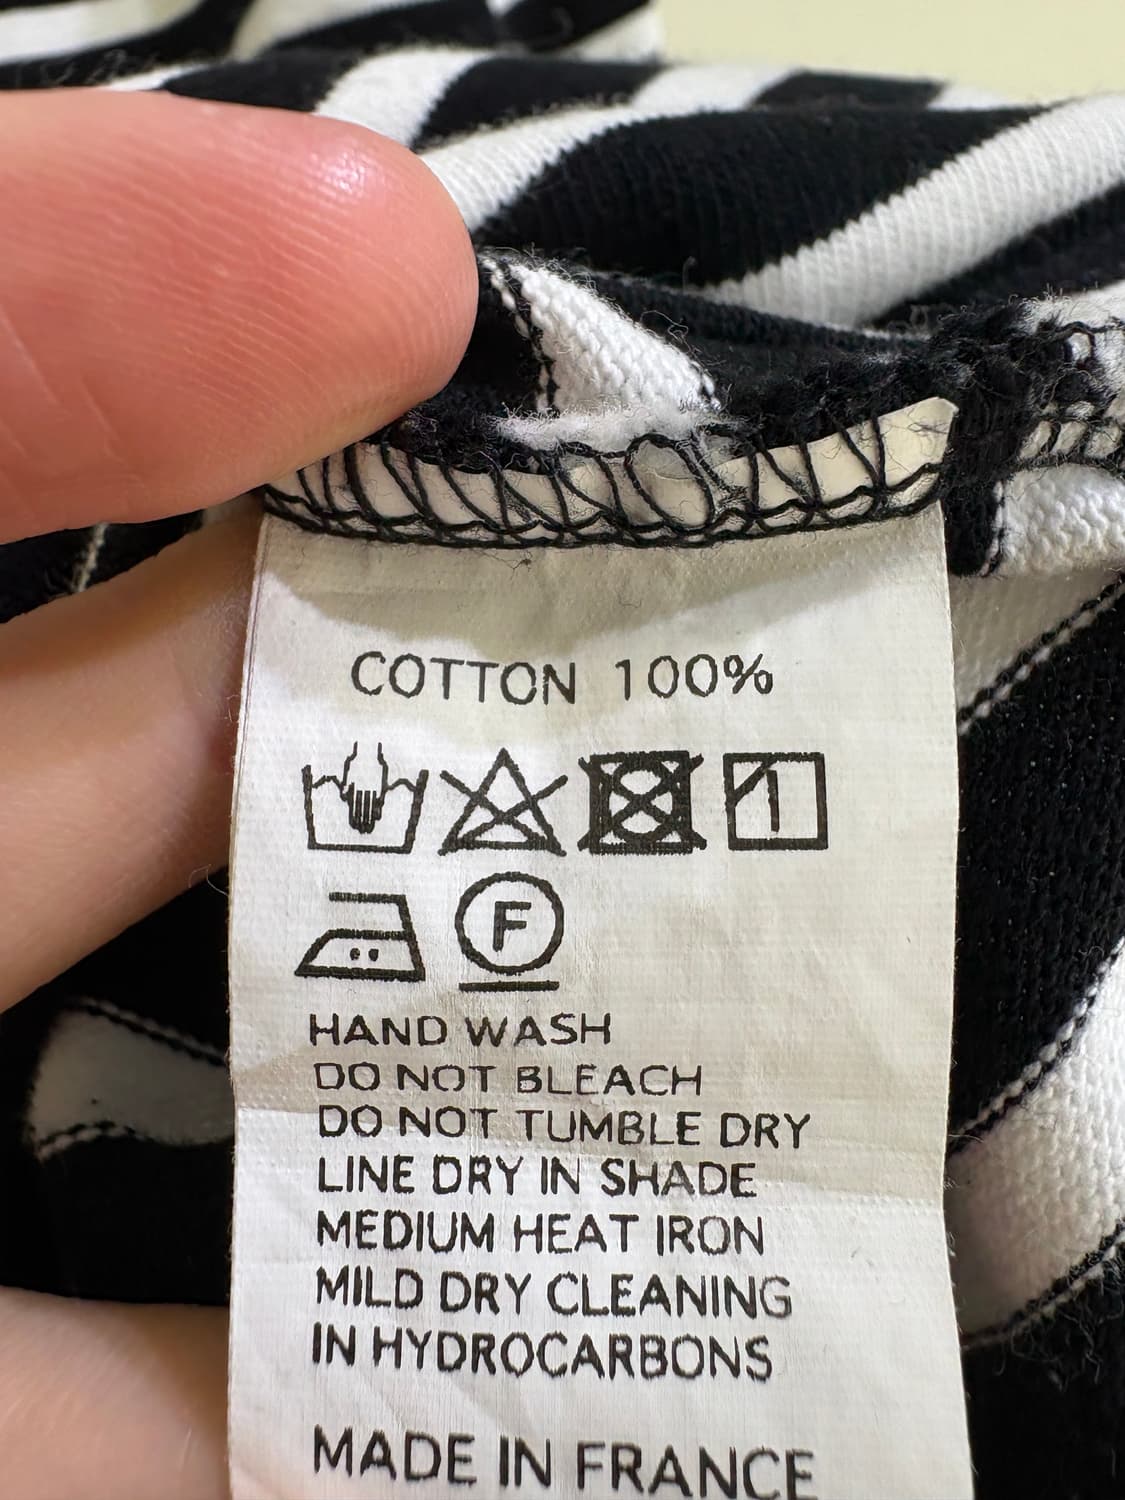 COTTON 100%
F
HAND WASH
DO NOT BLEACH
DO NOT TUMBLE DRY
LINE DRY IN SHADE
MEDIUM HEAT IRON
MILD DRY CLEANING
IN HYDROCARBONS
MADE IN FRANCE